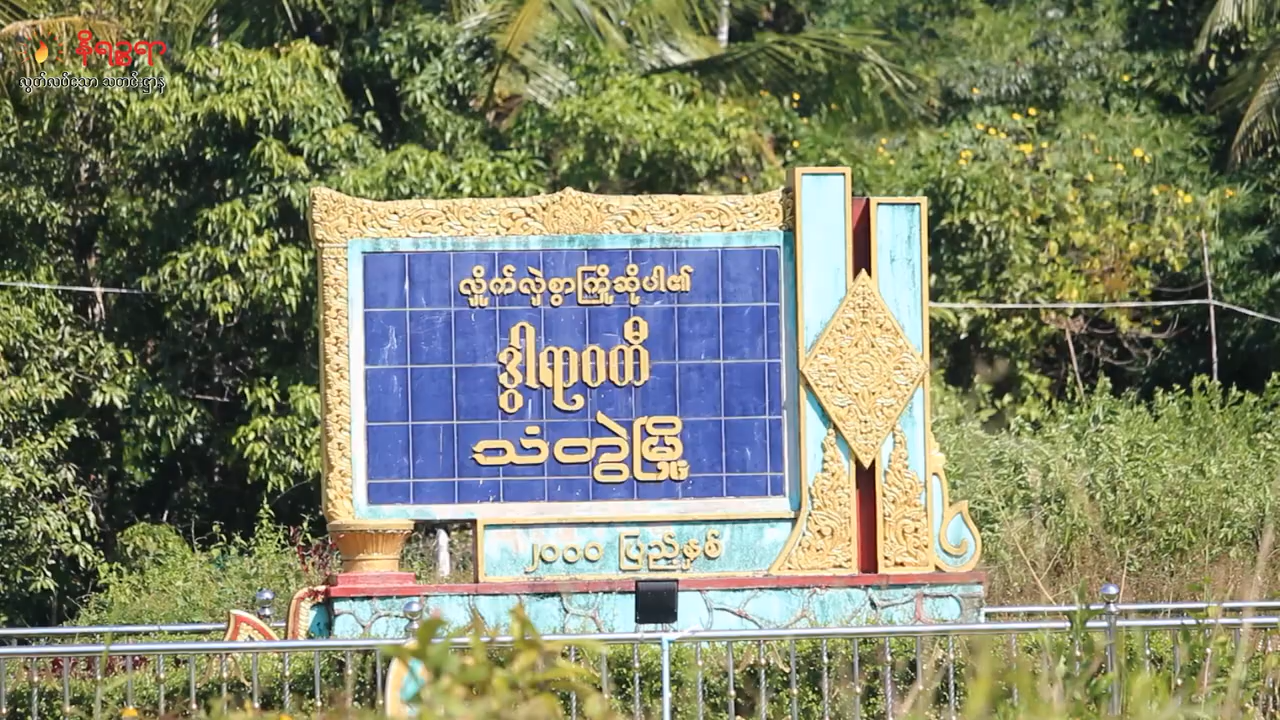 နိရဉ္စရာ
လွတ်လပ်သော သတင်းဌာန
လှိုက်လှဲစွာကြိုဆိုပါ၏
ဒွါရာဝတီ
သံတွဲမြို့
၂၀၀၀ ပြည့်နှစ်